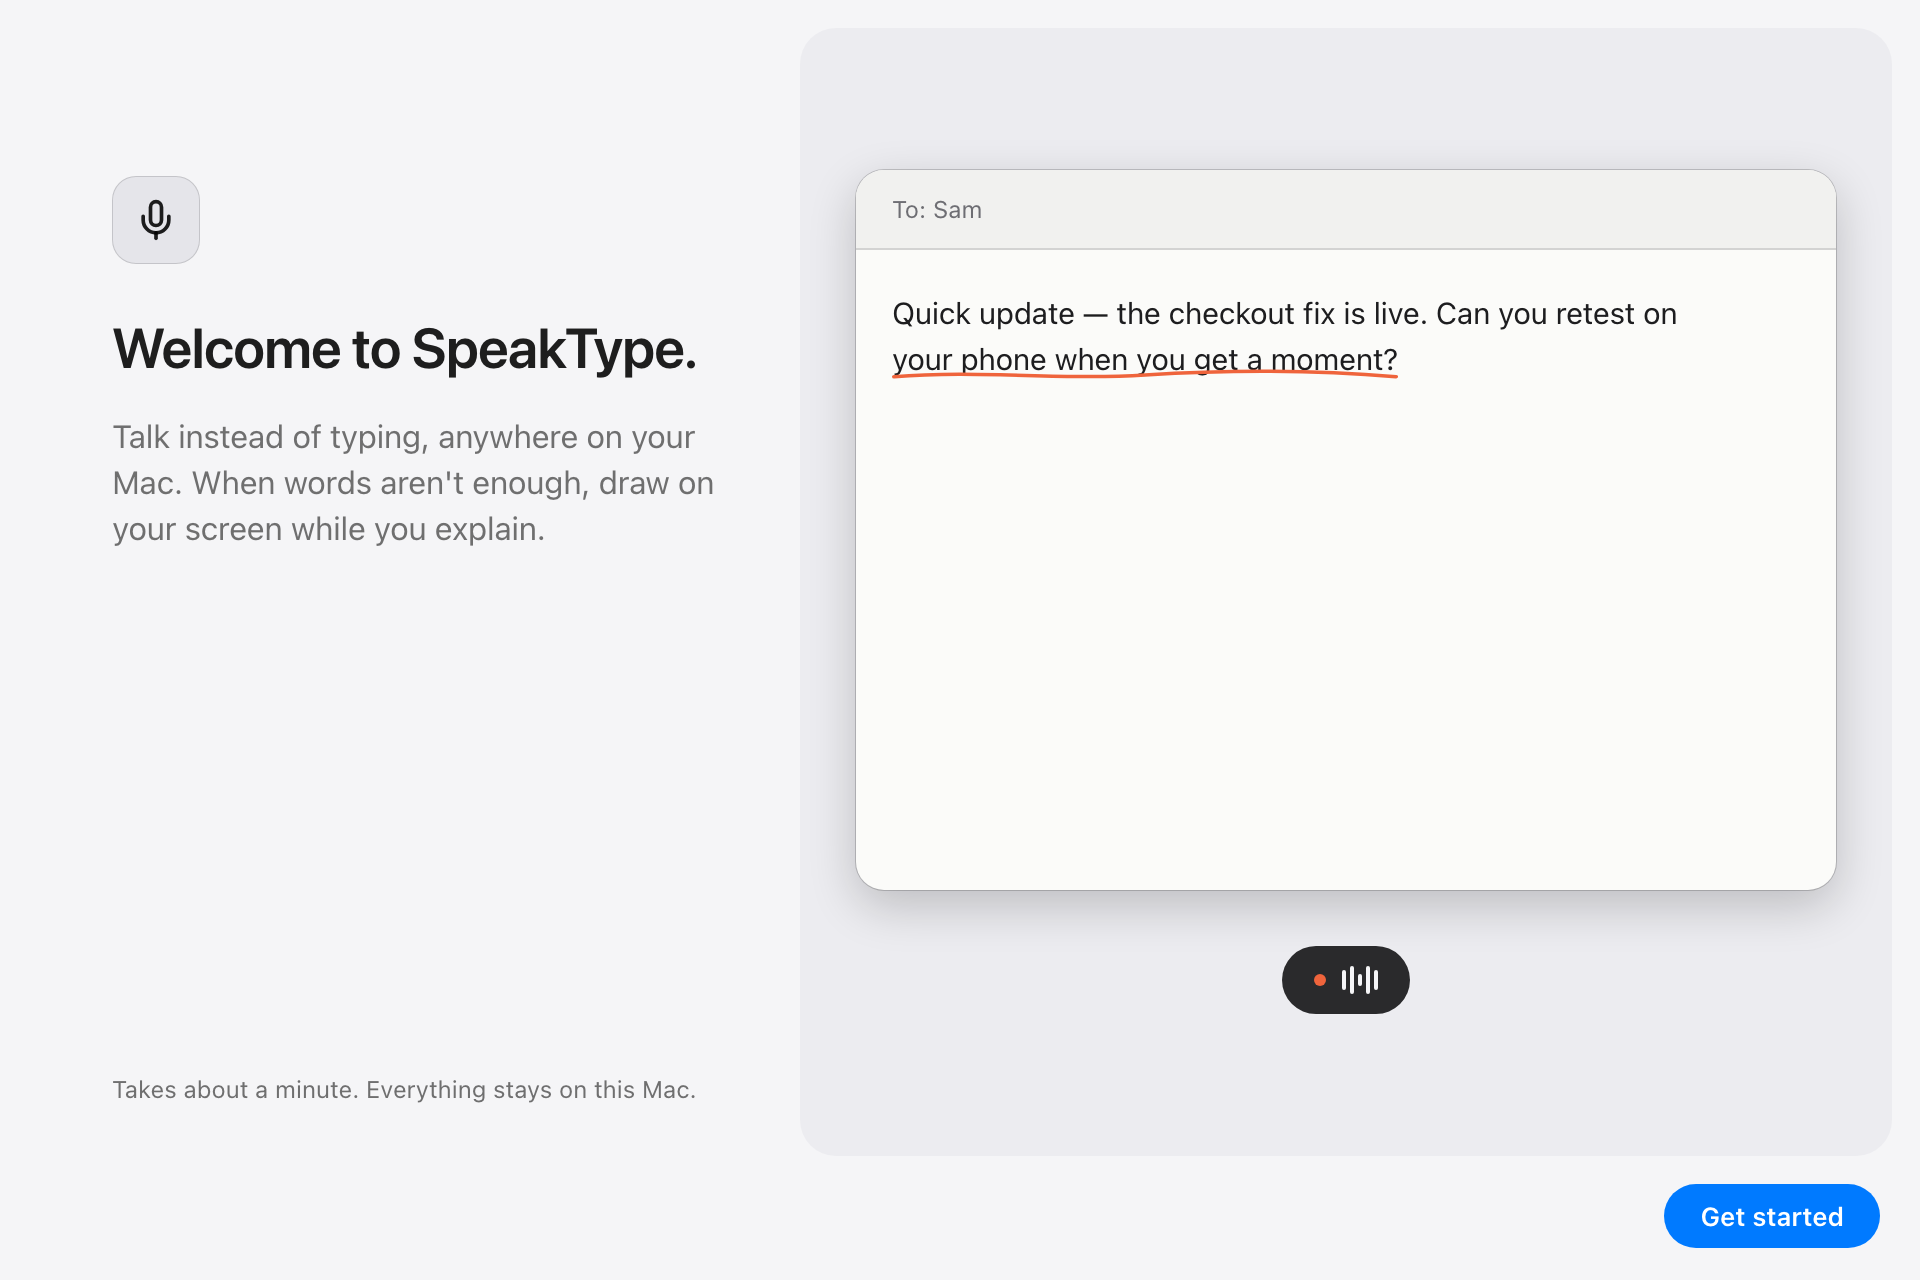 Welcome to SpeakType.
Talk instead of typing, anywhere on your
Mac. When words aren't enough, draw on
your screen while you explain.
Takes about a minute. Everything stays on this Mac.
To: Sam
Quick update — the checkout fix is live. Can you retest on
your phone when you get a moment?
Get started